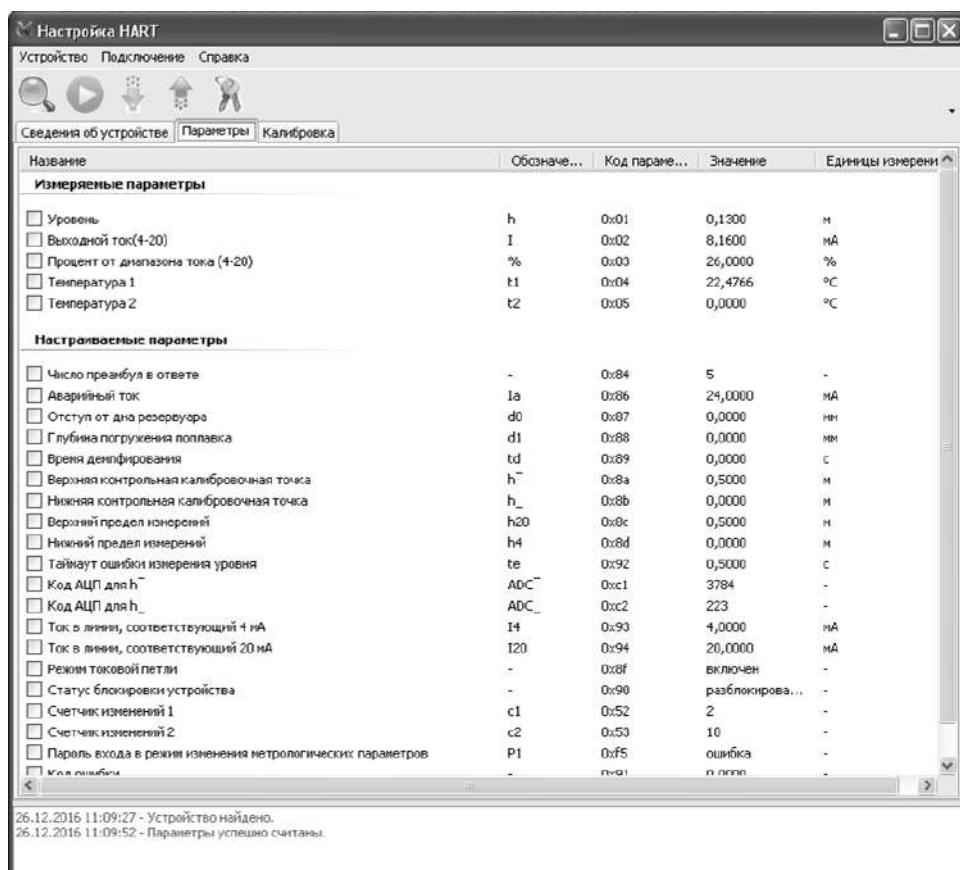 Настройка HART
Устройство Подключение Справка
Сведения об устройстве Параметры Калибровка
Название Обозначе... Код параме... Значение Единицы измерени
Измеряемые параметры
Уровень h 0x01 0,1300 м
Выходной ток(4-20) I 0x02 8,1600 мА
Процент от диапазона тока (4-20) % 0x03 26,0000 %
Температура 1 t1 0x04 22,4766 °C
Температура 2 t2 0x05 0,0000 °C
Настраиваемые параметры
Число преамбул в ответе - 0x84 5 -
Аварийный ток Ia 0x86 24,0000 мА
Отступ от дна резервуара d0 0x87 0,0000 мм
Глубина погружения поплавка d1 0x88 0,0000 мм
Время демпфирования td 0x89 0,0000 с
Верхняя контрольная калибровочная точка h¯ 0x8a 0,5000 м
Нижняя контрольная калибровочная точка h_ 0x8b 0,0000 м
Верхний предел измерений h20 0x8c 0,5000 м
Нижний предел измерений h4 0x8d 0,0000 м
Таймаут ошибки измерения уровня te 0x92 0,5000 с
Код АЦП для h¯ ADC¯ 0xc1 3784 -
Код АЦП для h_ ADC_ 0xc2 223 -
Ток в линии, соответствующий 4 мА I4 0x93 4,0000 мА
Ток в линии, соответствующий 20 мА I20 0x94 20,0000 мА
Режим токовой петли - 0x8f включен -
Статус блокировки устройства - 0x90 разблокирова... -
Счетчик изменений 1 c1 0x52 2 -
Счетчик изменений 2 c2 0x53 10 -
Пароль входа в режим изменения метрологических параметров P1 0xf5 ошибка -
Код ошибки - 0x91 0,0000 -
26.12.2016 11:09:27 - Устройство найдено.
26.12.2016 11:09:52 - Параметры успешно считаны.